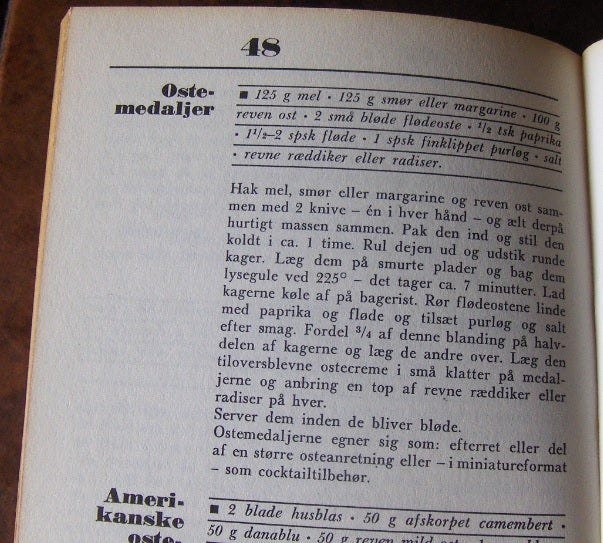 48
Oste-
medaljer
■ 125 g mel · 125 g smør eller margarine · 100 g
reven ost · 2 små bløde flødeoste · 1/2 tsk paprika
· 1 1/2–2 spsk fløde · 1 spsk finklippet purløg · salt
· revne ræddiker eller radiser.
Hak mel, smør eller margarine og reven ost sam-
men med 2 knive – én i hver hånd – og ælt derpå
hurtigt massen sammen. Pak den ind og stil den
koldt i ca. 1 time. Rul dejen ud og udstik runde
kager. Læg dem på smurte plader og bag dem
lysegule ved 225° – det tager ca. 7 minutter. Lad
kagerne køle af på bagerist. Rør flødeostene linde
med paprika og fløde og tilsæt purløg og salt
efter smag. Fordel 3/4 af denne blanding på halv-
delen af kagerne og læg de andre over. Læg den
tiloversblevne ostecreme i små klatter på medal-
jerne og anbring en top af revne ræddiker eller
radiser på hver.
Server dem inden de bliver bløde.
Ostemedaljerne egner sig som: efterret eller del
af en større osteanretning eller – i miniatureformat
– som cocktailtilbehør.
Ameri-
kanske
oste-
■ 2 blade husblas · 50 g afskorpet camembert ·
50 g danablu · 50 g reven mild